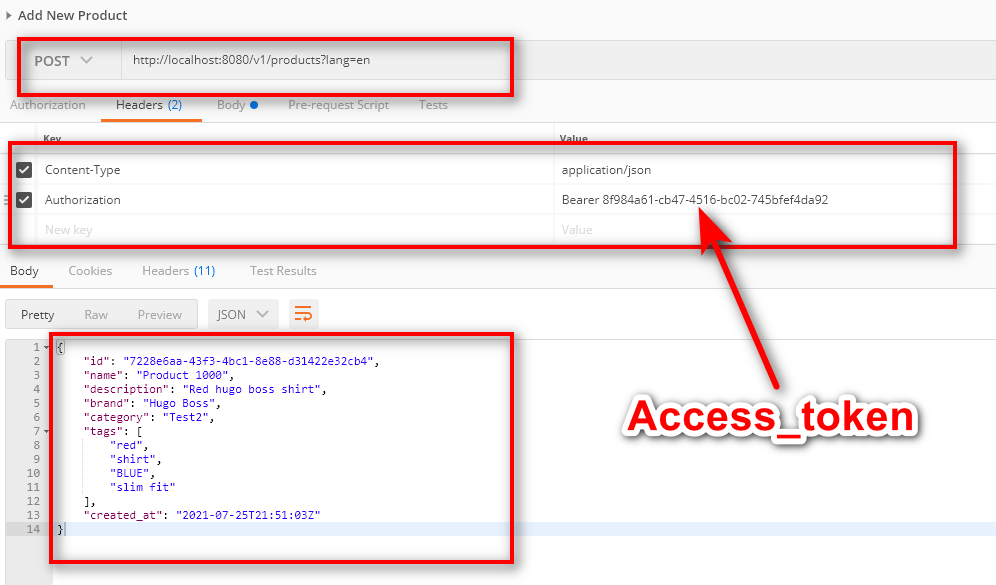 Add New Product
POST http://localhost:8080/v1/products?lang=en
Authorization Headers (2) Body Pre-request Script Tests
Key Value
Content-Type application/json
Authorization Bearer 8f984a61-cb47-4516-bc02-745bfef4da92
New key Value
Body Cookies Headers (11) Test Results
Pretty Raw Preview JSON
1 {
2 "id": "7228e6aa-43f3-4bc1-8e88-d31422e32cb4",
3 "name": "Product 1000",
4 "description": "Red hugo boss shirt",
5 "brand": "Hugo Boss",
6 "category": "Test2",
7 "tags": [
8 "red",
9 "shirt",
10 "BLUE",
11 "slim fit"
12 ],
13 "created_at": "2021-07-25T21:51:03Z"
14 }
Access_token